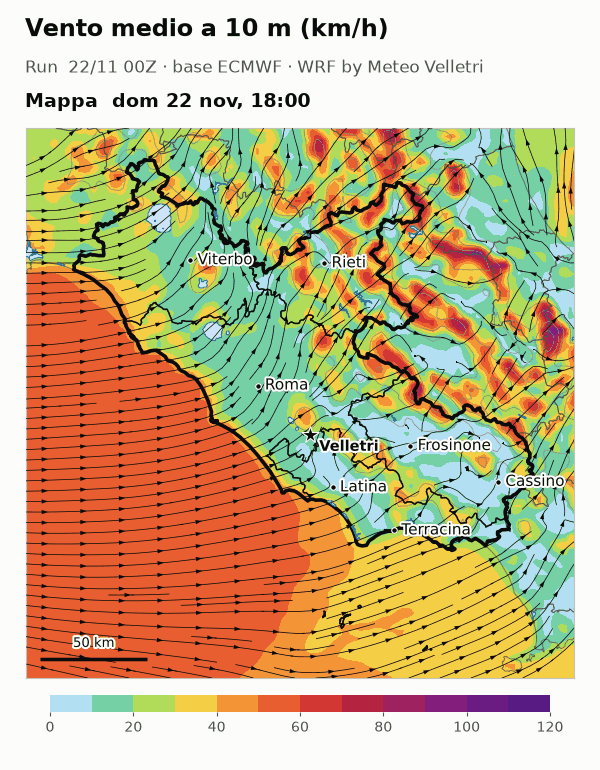 Vento medio a 10 m (km/h)
Run 22/11 00Z · base ECMWF · WRF by Meteo Velletri
Mappa dom 22 nov, 18:00
Viterbo
Rieti
Roma
Velletri
Frosinone
Latina
Cassino
Terracina
50 km
0 20 40 60 80 100 120